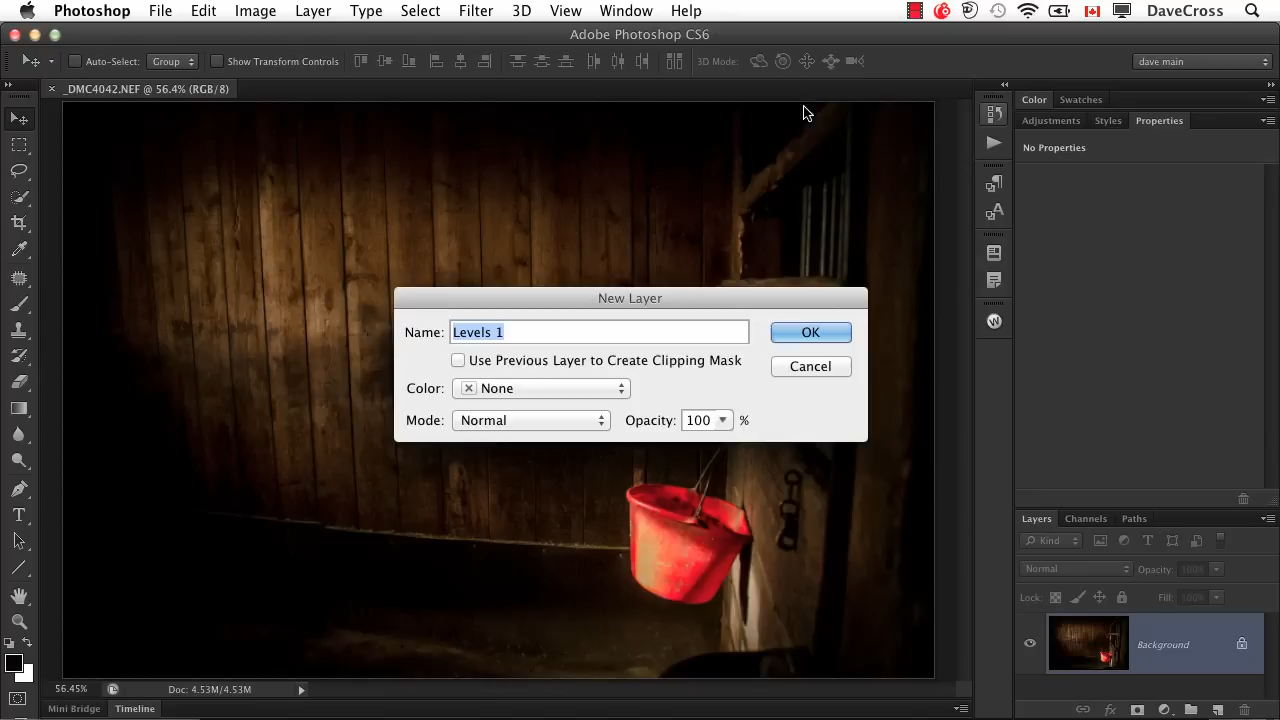 Photoshop File Edit Image Layer Type Select Filter 3D View Window Help DaveCross
Adobe Photoshop CS6
Auto-Select: Group Show Transform Controls 3D Mode: dave main
_DMC4042.NEF @ 56.4% (RGB/8)
Color Swatches
Adjustments Styles Properties
No Properties
New Layer
Name: Levels 1 OK
Use Previous Layer to Create Clipping Mask
Cancel
Color: None
Mode: Normal Opacity: 100 %
Layers Channels Paths
Kind
Normal Opacity: 100%
Lock: Fill: 100%
Background
56.45% Doc: 4.53M/4.53M
Mini Bridge Timeline